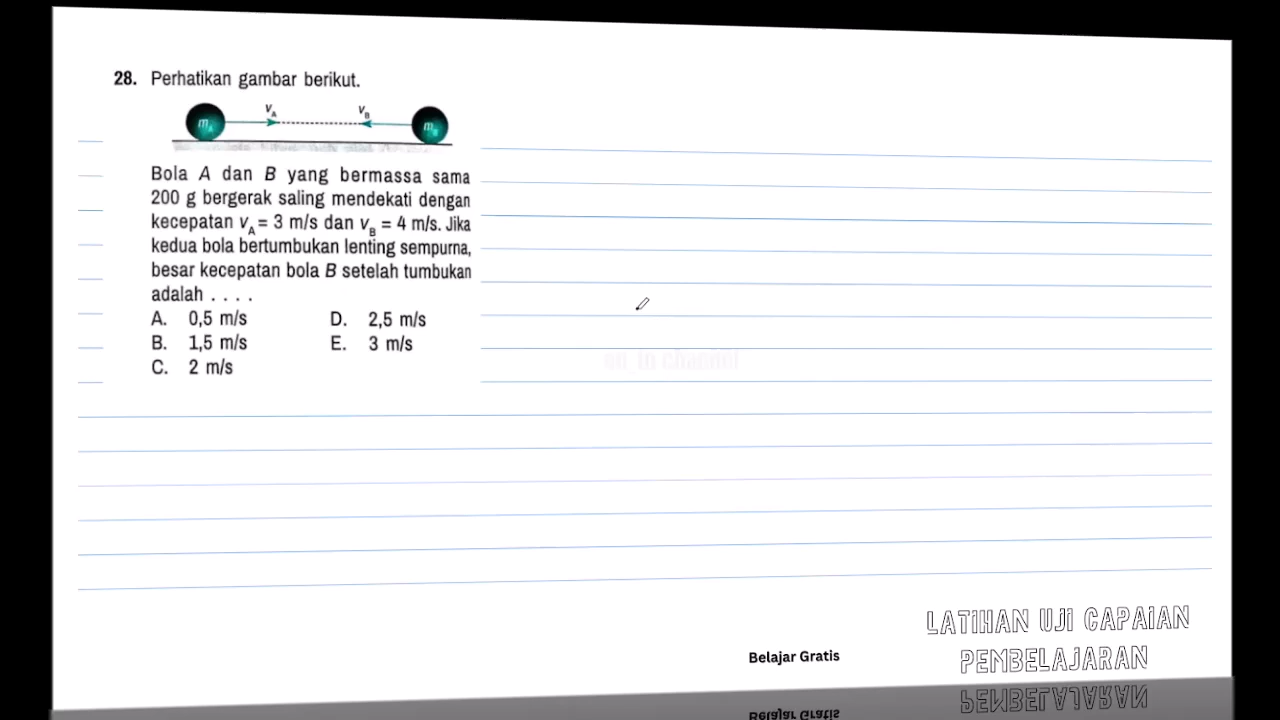 28. Perhatikan gambar berikut.
vA vB
mA mB
Bola A dan B yang bermassa sama
200 g bergerak saling mendekati dengan
kecepatan vA = 3 m/s dan vB = 4 m/s. Jika
kedua bola bertumbukan lenting sempurna,
besar kecepatan bola B setelah tumbukan
adalah . . . .
A. 0,5 m/s D. 2,5 m/s
B. 1,5 m/s E. 3 m/s
C. 2 m/s
LATIHAN UJI CAPAIAN
PEMBELAJARAN
Belajar Gratis